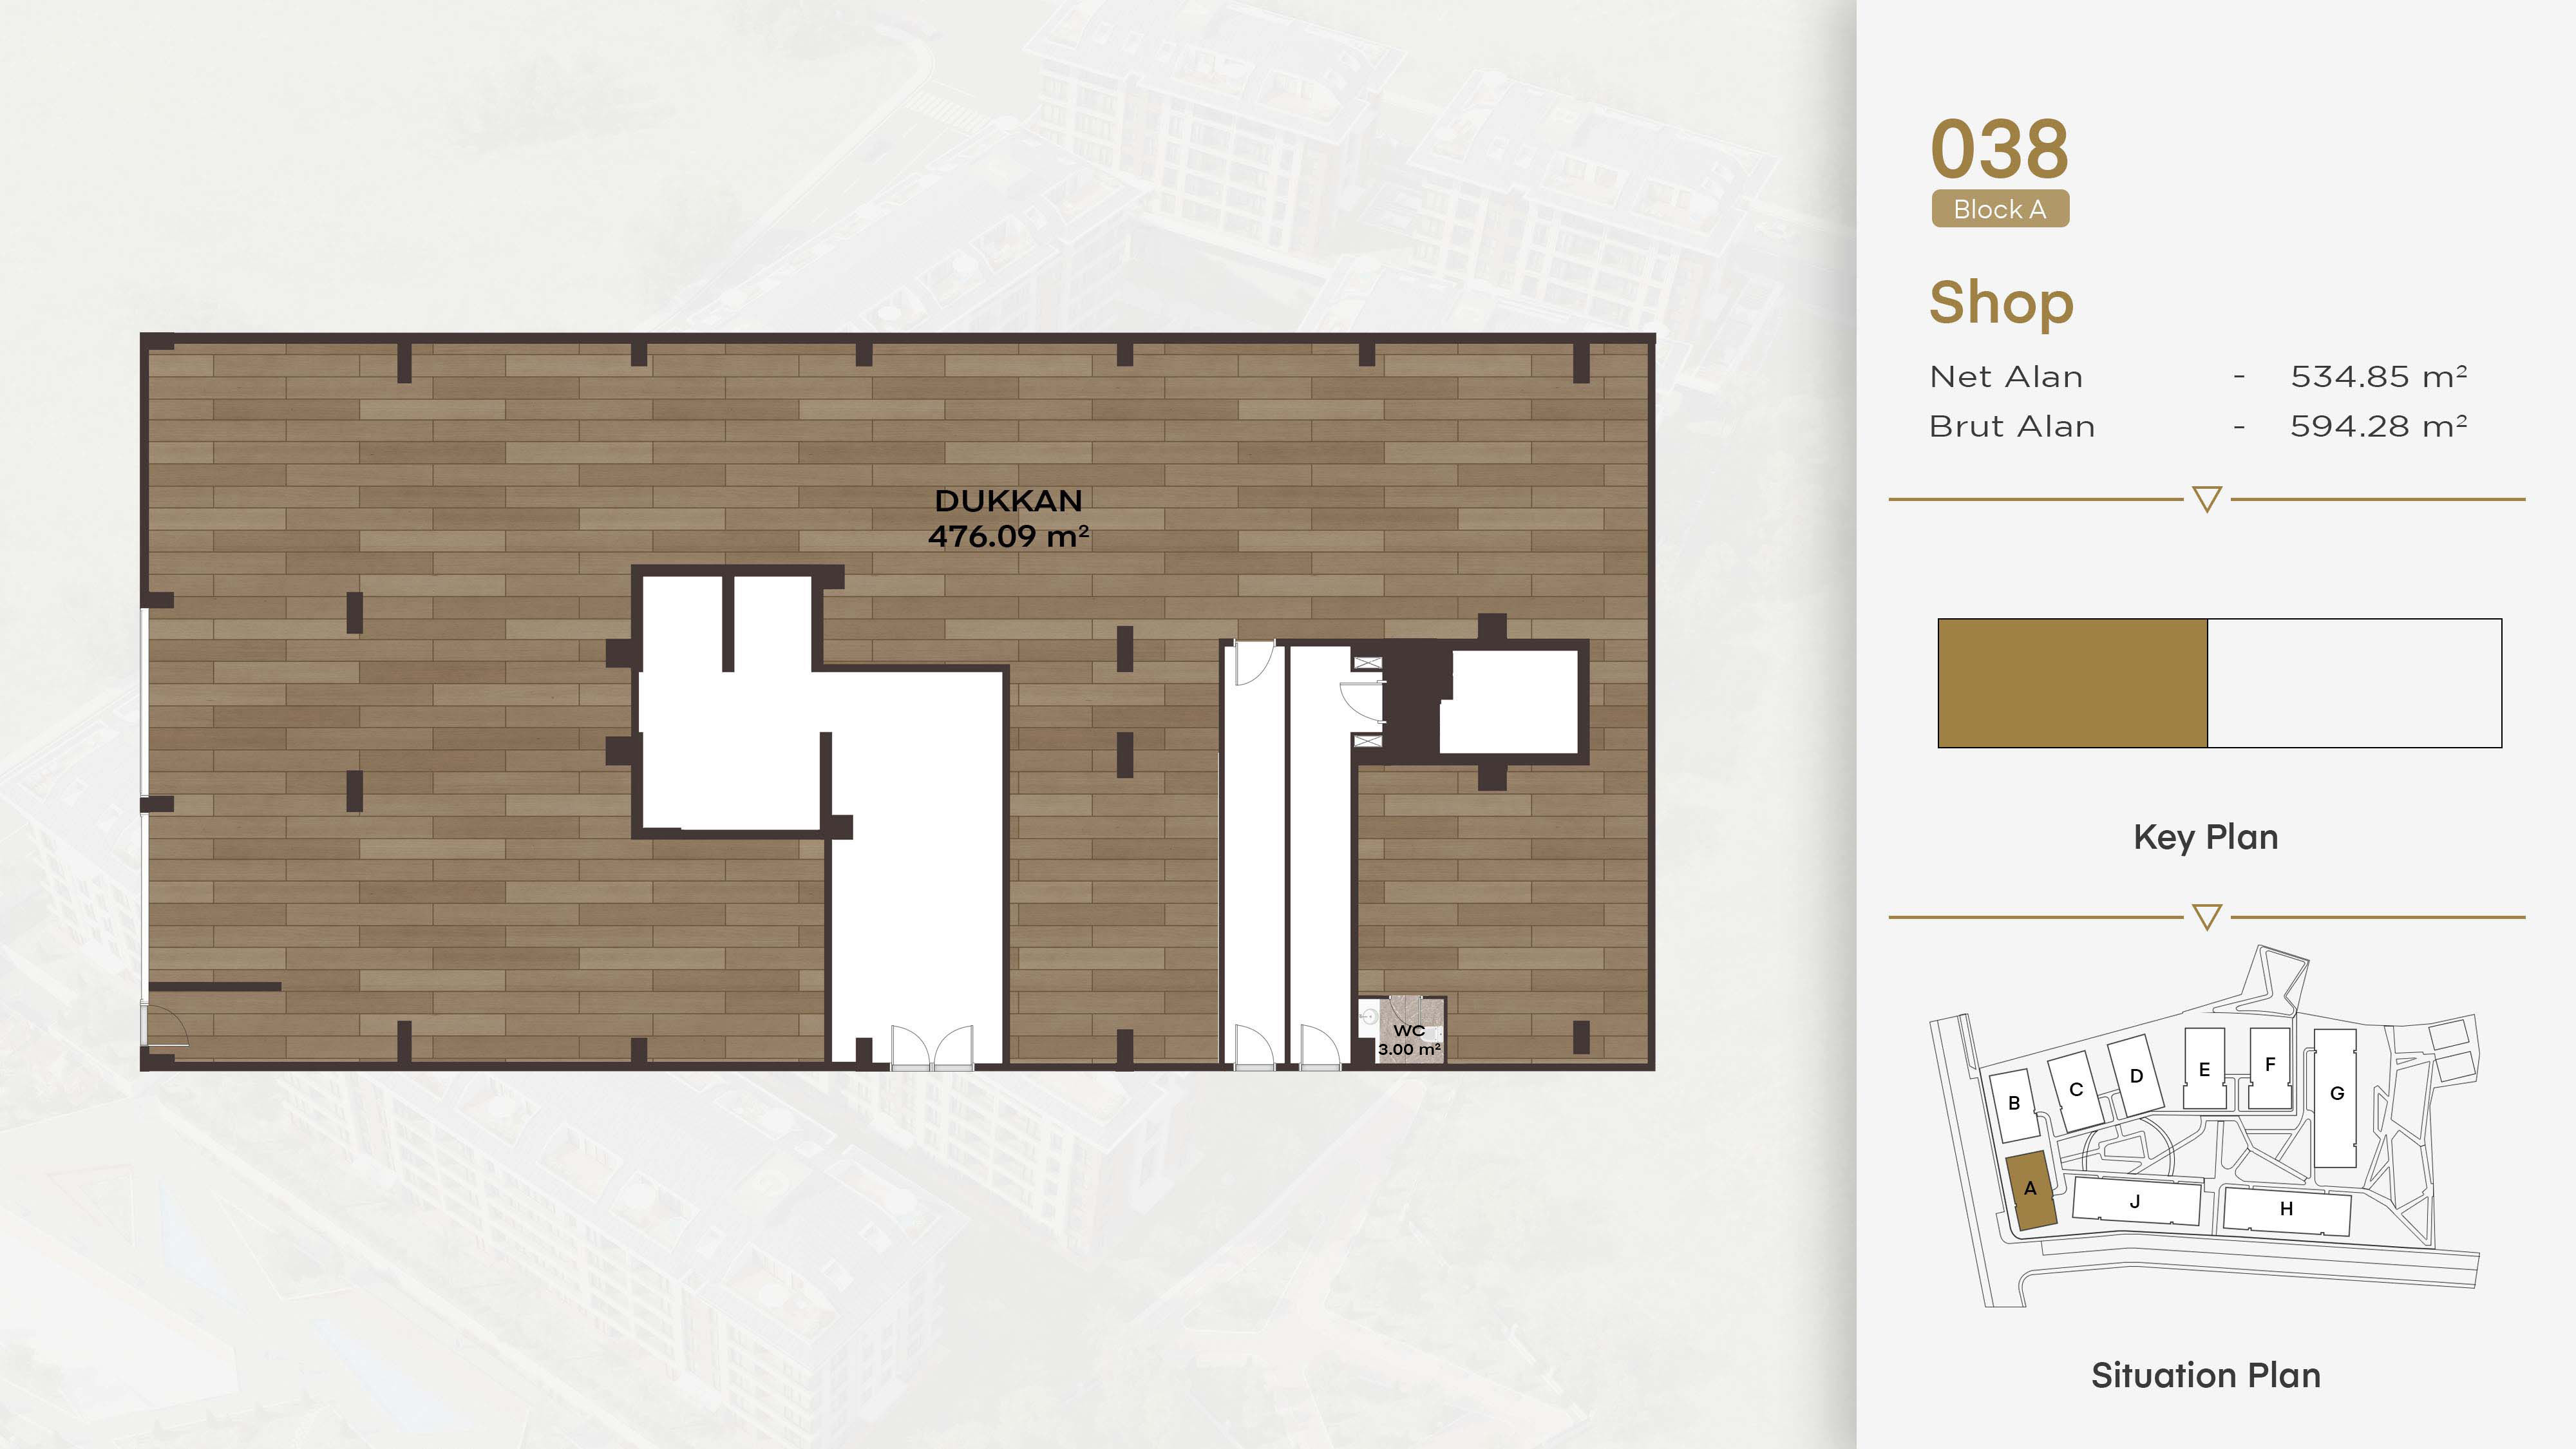 038
Block A
Shop
Net Alan - 534.85 m²
Brut Alan - 594.28 m²
DUKKAN
476.09 m²
WC
3.00 m²
Key Plan
A
B
C
D
E
F
G
J
H
Situation Plan